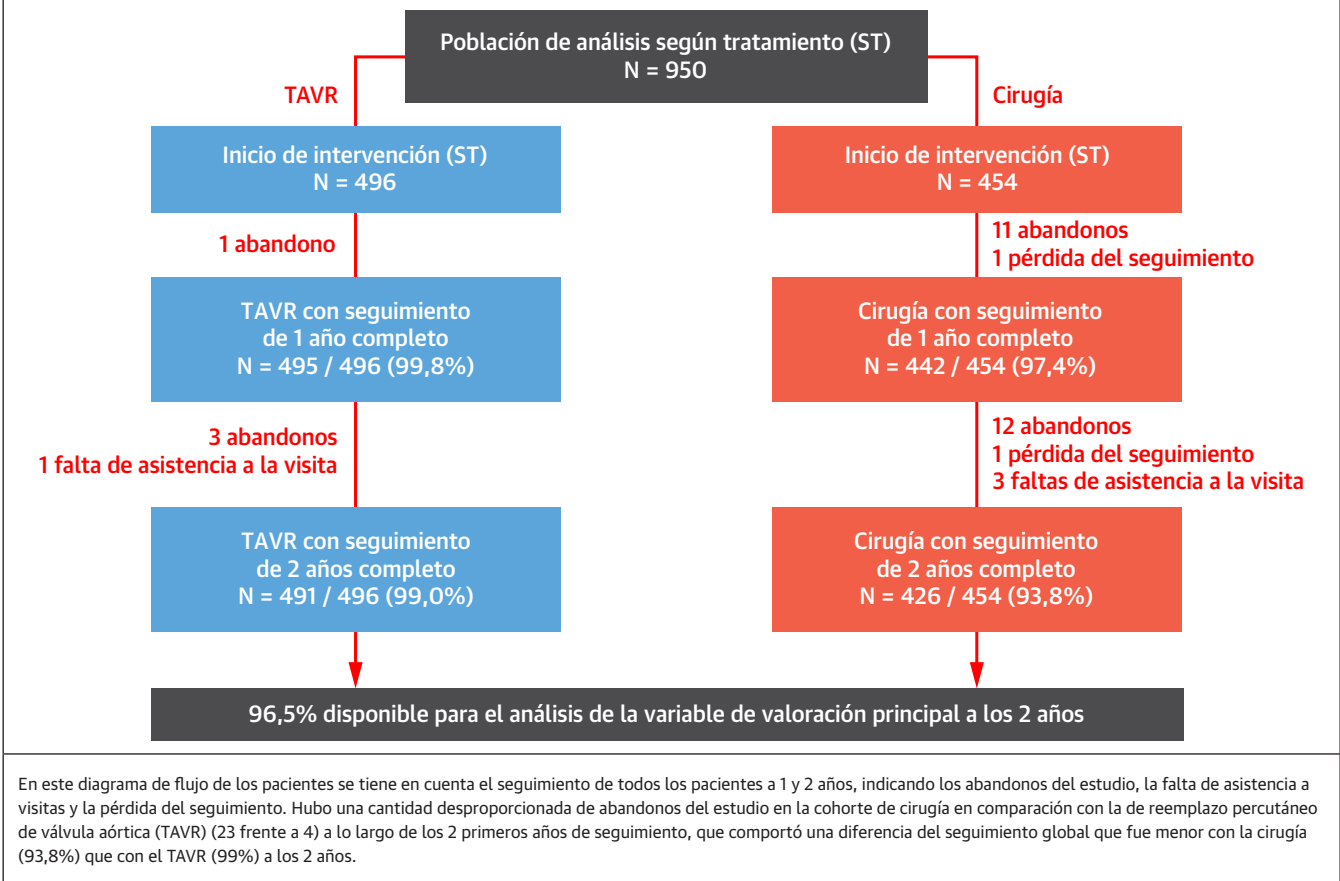 Población de análisis según tratamiento (ST)
N = 950
TAVR
Cirugía
Inicio de intervención (ST)
N = 496
Inicio de intervención (ST)
N = 454
1 abandono
11 abandonos
1 pérdida del seguimiento
TAVR con seguimiento
de 1 año completo
N = 495 / 496 (99,8%)
Cirugía con seguimiento
de 1 año completo
N = 442 / 454 (97,4%)
3 abandonos
1 falta de asistencia a la visita
12 abandonos
1 pérdida del seguimiento
3 faltas de asistencia a la visita
TAVR con seguimiento
de 2 años completo
N = 491 / 496 (99,0%)
Cirugía con seguimiento
de 2 años completo
N = 426 / 454 (93,8%)
96,5% disponible para el análisis de la variable de valoración principal a los 2 años
En este diagrama de flujo de los pacientes se tiene en cuenta el seguimiento de todos los pacientes a 1 y 2 años, indicando los abandonos del estudio, la falta de asistencia a
visitas y la pérdida del seguimiento. Hubo una cantidad desproporcionada de abandonos del estudio en la cohorte de cirugía en comparación con la de reemplazo percutáneo
de válvula aórtica (TAVR) (23 frente a 4) a lo largo de los 2 primeros años de seguimiento, que comportó una diferencia del seguimiento global que fue menor con la cirugía
(93,8%) que con el TAVR (99%) a los 2 años.